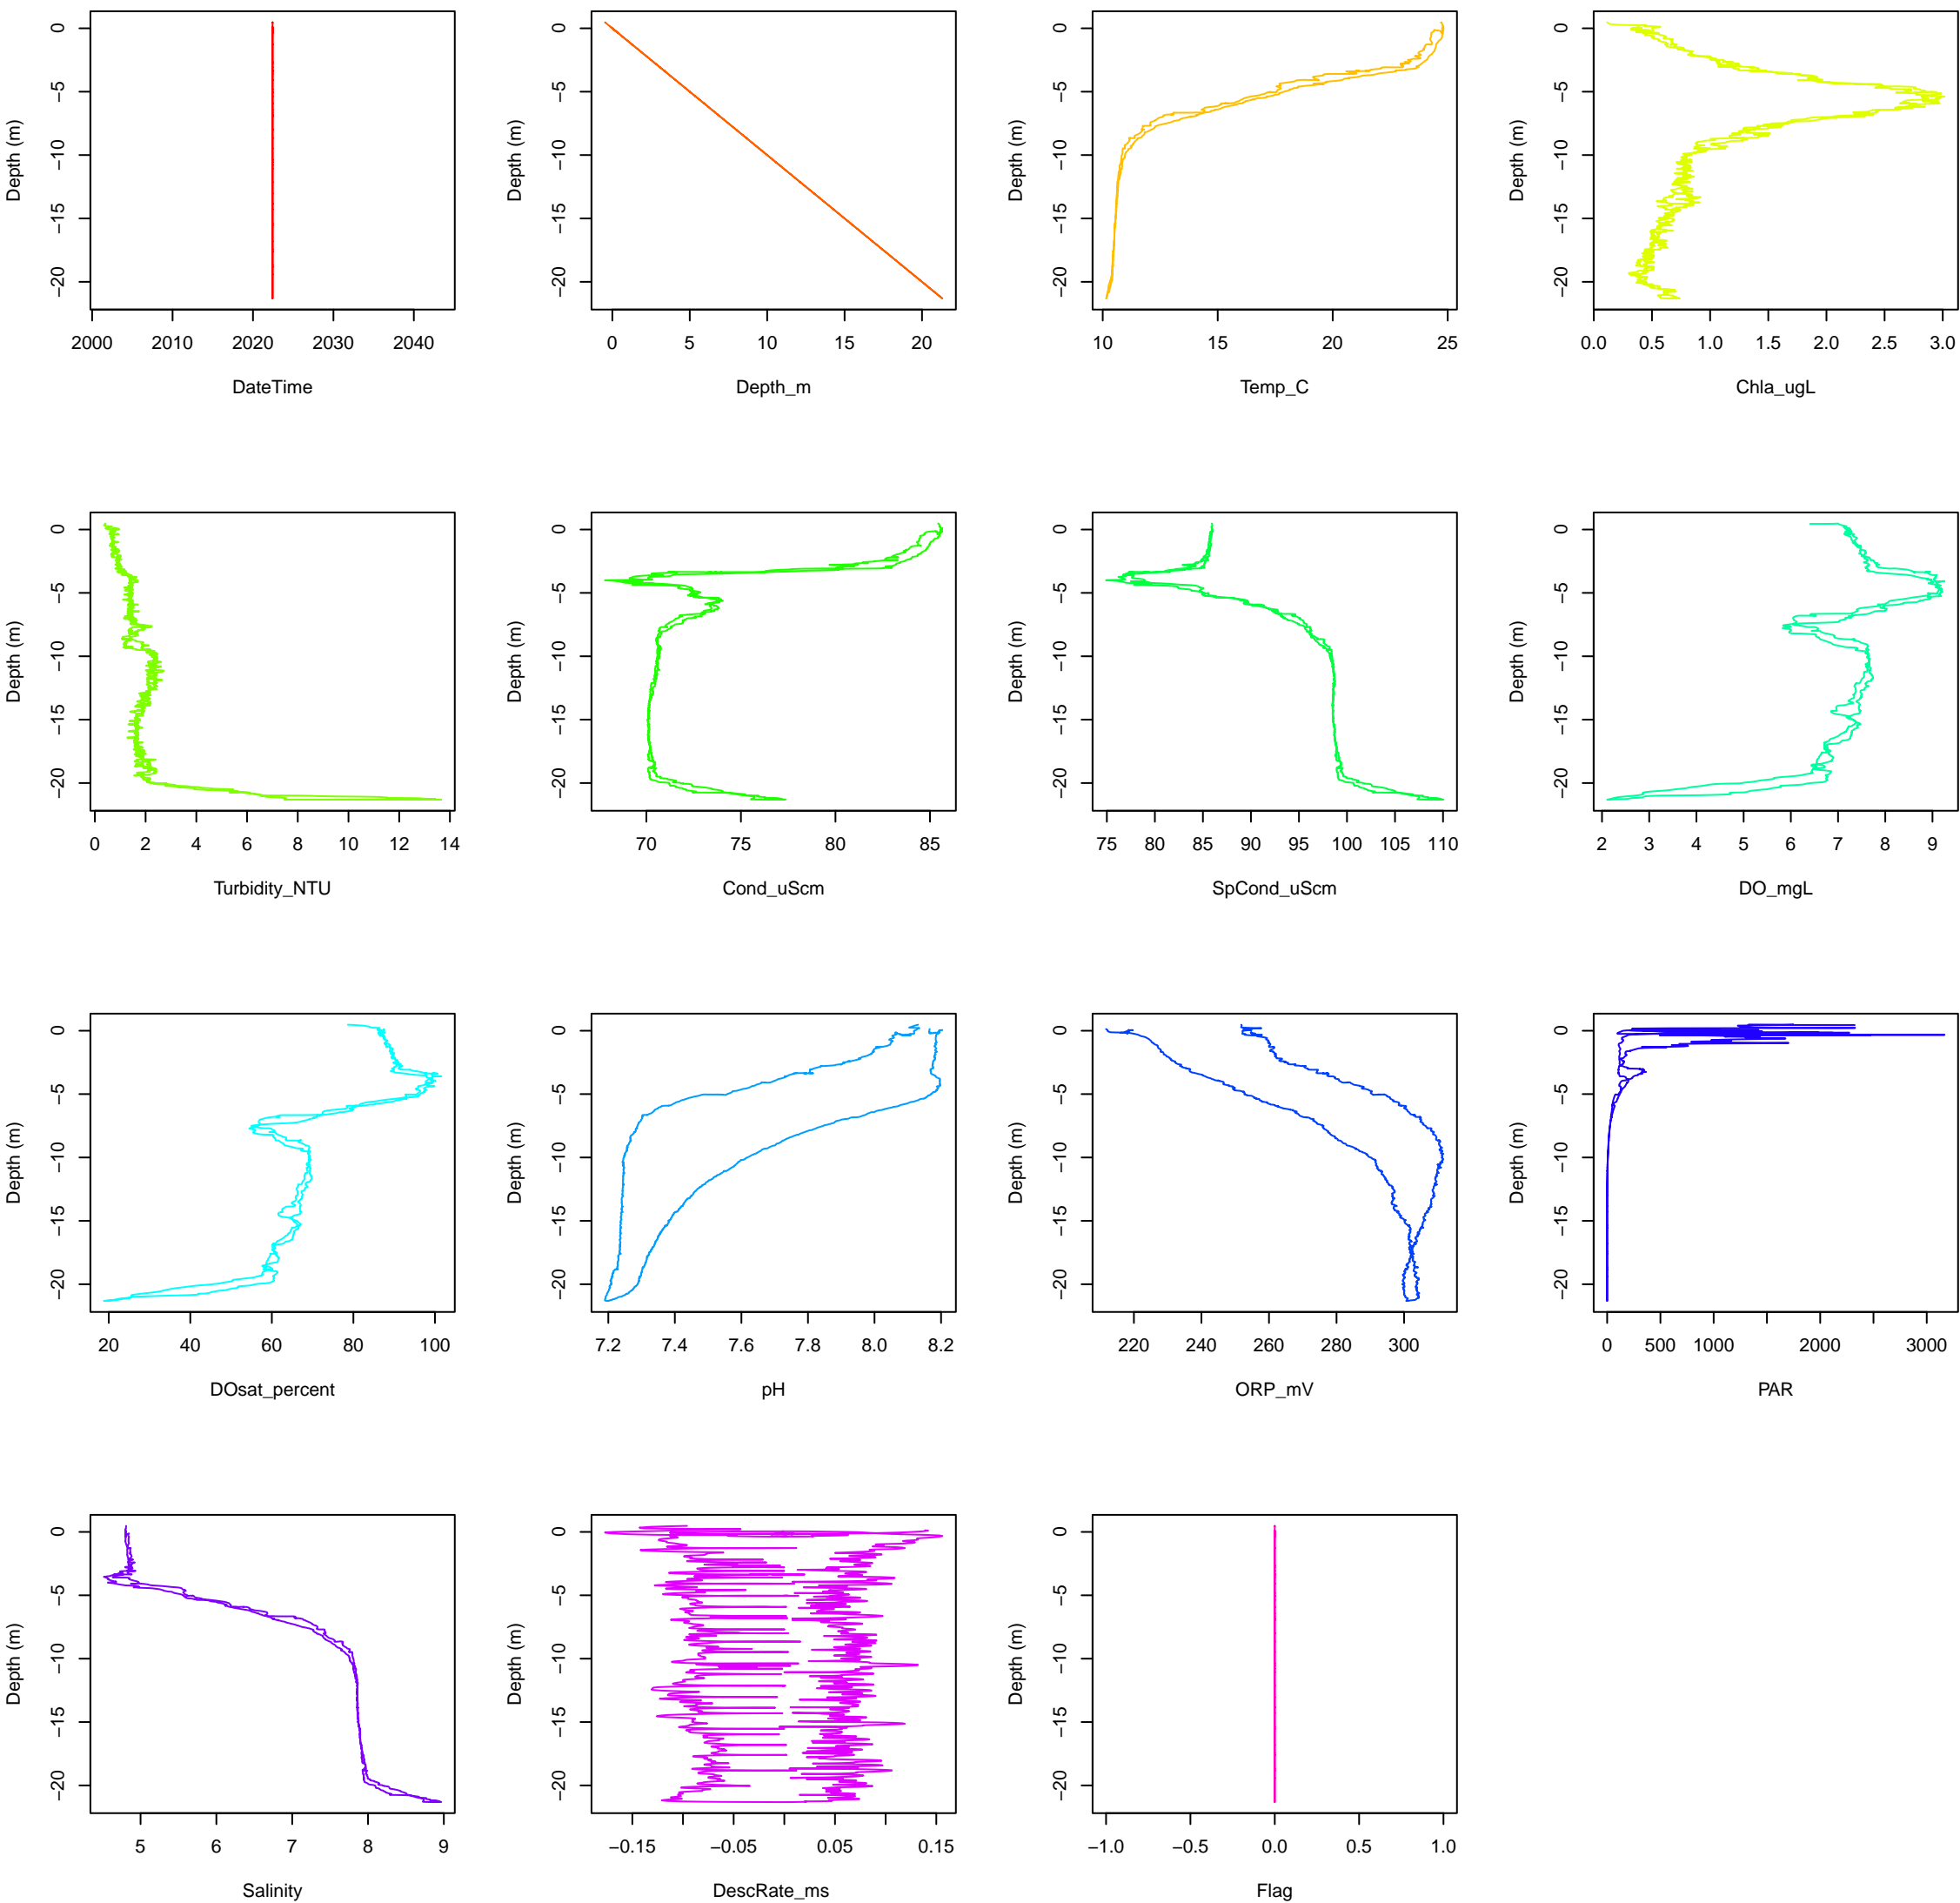 0 −5 −10 −15 −20
Depth (m)
2000 2010 2020 2030 2040
DateTime
0 −5 −10 −15 −20
Depth (m)
0 5 10 15 20
Depth_m
0 −5 −10 −15 −20
Depth (m)
10 15 20 25
Temp_C
0 −5 −10 −15 −20
Depth (m)
0.0 0.5 1.0 1.5 2.0 2.5 3.0
Chla_ugL
0 −5 −10 −15 −20
Depth (m)
0 2 4 6 8 10 12 14
Turbidity_NTU
0 −5 −10 −15 −20
Depth (m)
70 75 80 85
Cond_uScm
0 −5 −10 −15 −20
Depth (m)
75 80 85 90 95 100 105 110
SpCond_uScm
0 −5 −10 −15 −20
Depth (m)
2 3 4 5 6 7 8 9
DO_mgL
0 −5 −10 −15 −20
Depth (m)
20 40 60 80 100
DOsat_percent
0 −5 −10 −15 −20
Depth (m)
7.2 7.4 7.6 7.8 8.0 8.2
pH
0 −5 −10 −15 −20
Depth (m)
220 240 260 280 300
ORP_mV
0 −5 −10 −15 −20
Depth (m)
0 500 1000 2000 3000
PAR
0 −5 −10 −15 −20
Depth (m)
5 6 7 8 9
Salinity
0 −5 −10 −15 −20
Depth (m)
−0.15 −0.05 0.05 0.15
DescRate_ms
0 −5 −10 −15 −20
Depth (m)
−1.0 −0.5 0.0 0.5 1.0
Flag